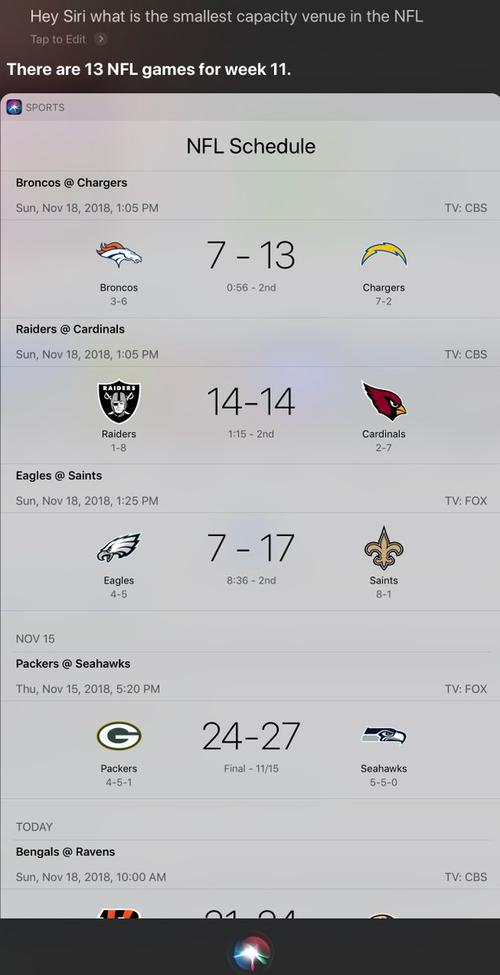 Hey Siri what is the smallest capacity venue in the NFL
Tap to Edit
There are 13 NFL games for week 11.
SPORTS
NFL Schedule
Broncos @ Chargers
Sun, Nov 18, 2018, 1:05 PM TV: CBS
7 - 13
Broncos 0:56 - 2nd Chargers
3-6 7-2
Raiders @ Cardinals
Sun, Nov 18, 2018, 1:05 PM TV: CBS
RAIDERS
14-14
Raiders 1:15 - 2nd Cardinals
1-8 2-7
Eagles @ Saints
Sun, Nov 18, 2018, 1:25 PM TV: FOX
7 - 17
Eagles 8:36 - 2nd Saints
4-5 8-1
NOV 15
Packers @ Seahawks
Thu, Nov 15, 2018, 5:20 PM TV: FOX
G 24-27
Packers Final - 11/15 Seahawks
4-5-1 5-5-0
TODAY
Bengals @ Ravens
Sun, Nov 18, 2018, 10:00 AM TV: CBS